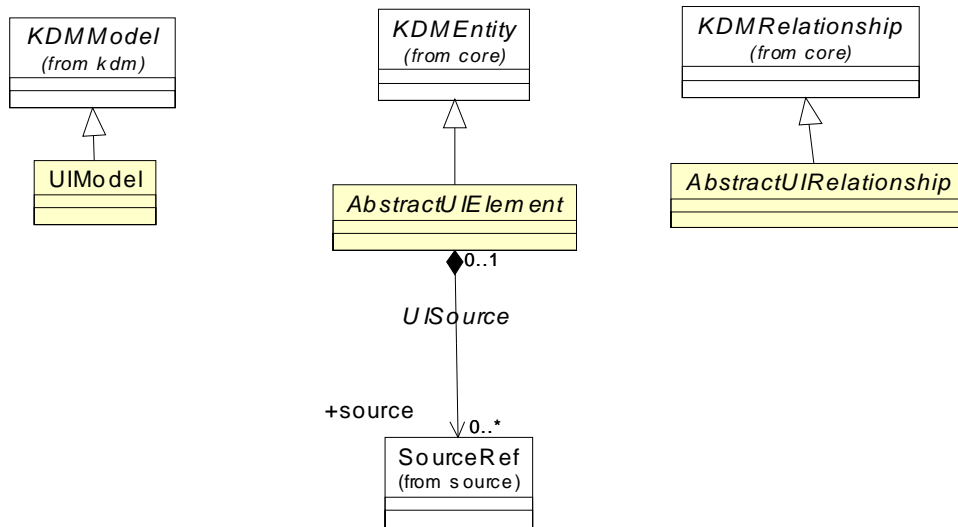 KDMModel
(from kdm)
KDMEntity
(from core)
KDMRelationship
(from core)
UIModel
AbstractUIElement
AbstractUIRelationship
0..1
UISource
+source
0..*
SourceRef
(from source)